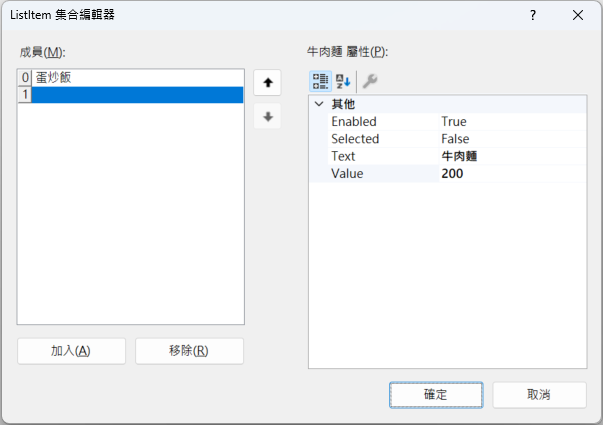 ListItem 集合編輯器
?
成員(M):
0 蛋炒飯
1
加入(A)
移除(R)
牛肉麵 屬性(P):
其他
Enabled True
Selected False
Text 牛肉麵
Value 200
確定
取消